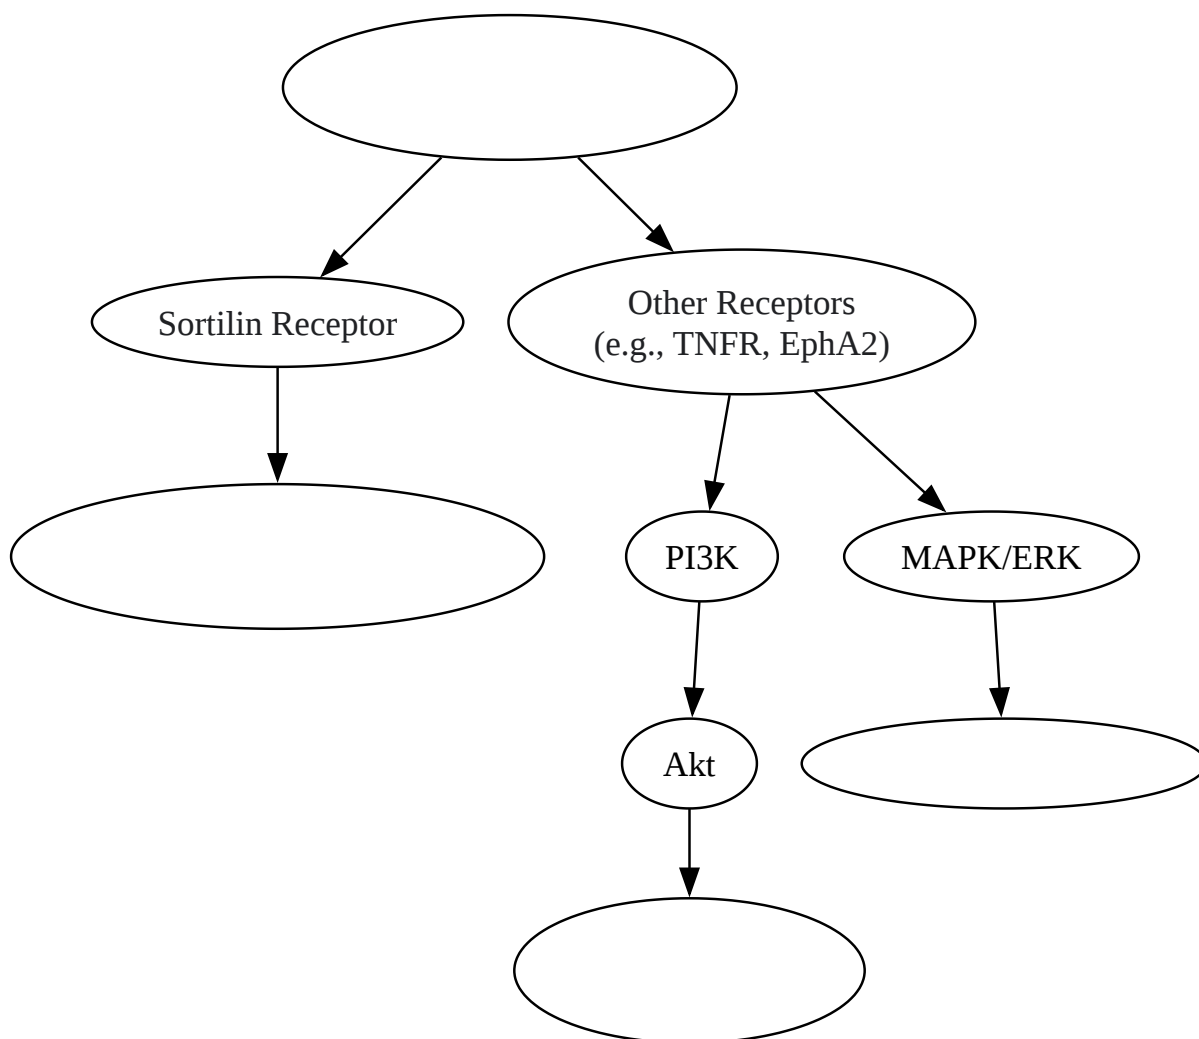 Sortilin Receptor
Other Receptors
(e.g., TNFR, EphA2)
PI3K
MAPK/ERK
Akt